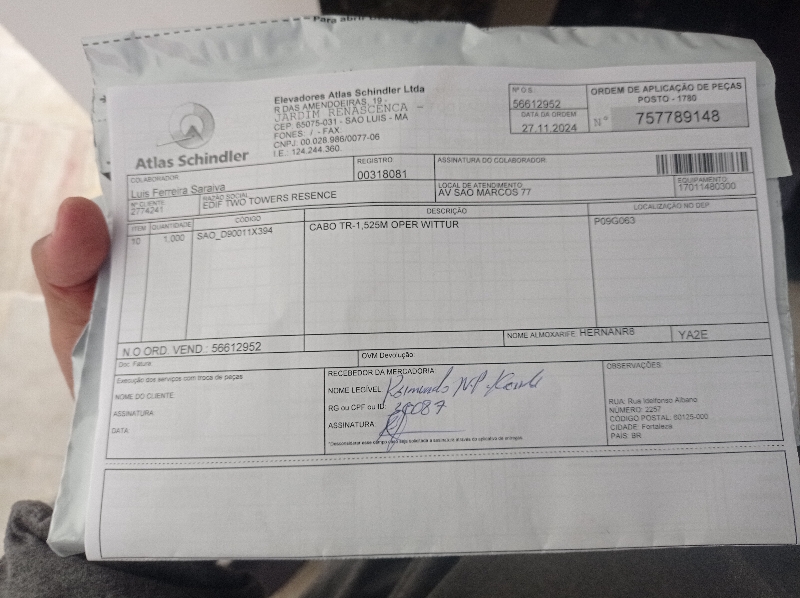 Para abrir
Atlas Schindler
Elevadores Atlas Schindler Ltda
R DAS AMENDOEIRAS, 19 -
JARDIM RENASCENCA -
CEP: 65075-031 - SAO LUIS - MA
FONES: / - FAX:
CNPJ: 00.028.986/0077-06
I.E.: 124.244.360.
Nº OS.
56612952
DATA DA ORDEM
27.11.2024
ORDEM DE APLICAÇÃO DE PEÇAS
POSTO - 1780
N° 757789148
COLABORADOR
Luis Ferreira Saraiva
REGISTRO
00318081
ASSINATURA DO COLABORADOR
Nº CLIENTE
2774241
RAZÃO SOCIAL
EDIF TWO TOWERS RESENCE
LOCAL DE ATENDIMENTO
AV SAO MARCOS 77
EQUIPAMENTO:
17011480300
ITEM QUANTIDADE CÓDIGO DESCRIÇÃO LOCALIZAÇÃO NO DEP.
10 1,000 SAO_D90011X394 CABO TR-1,525M OPER WITTUR P09G063
N O ORD VEND.: 56612952
NOME ALMOXARIFE HERNANR8 YA2E
Doc. Fatura
OVM Devolução
Execução dos serviços com troca de peças
NOME DO CLIENTE
ASSINATURA:
DATA:
RECEBEDOR DA MERCADORIA:
NOME LEGÍVEL: Raimundo
RG ou CPF ou ID:
ASSINATURA:
OBSERVAÇÕES:
RUA: Rua Idelfonso Albano
NÚMERO: 2257
CÓDIGO POSTAL: 60125-000
CIDADE: Fortaleza
PAIS: BR